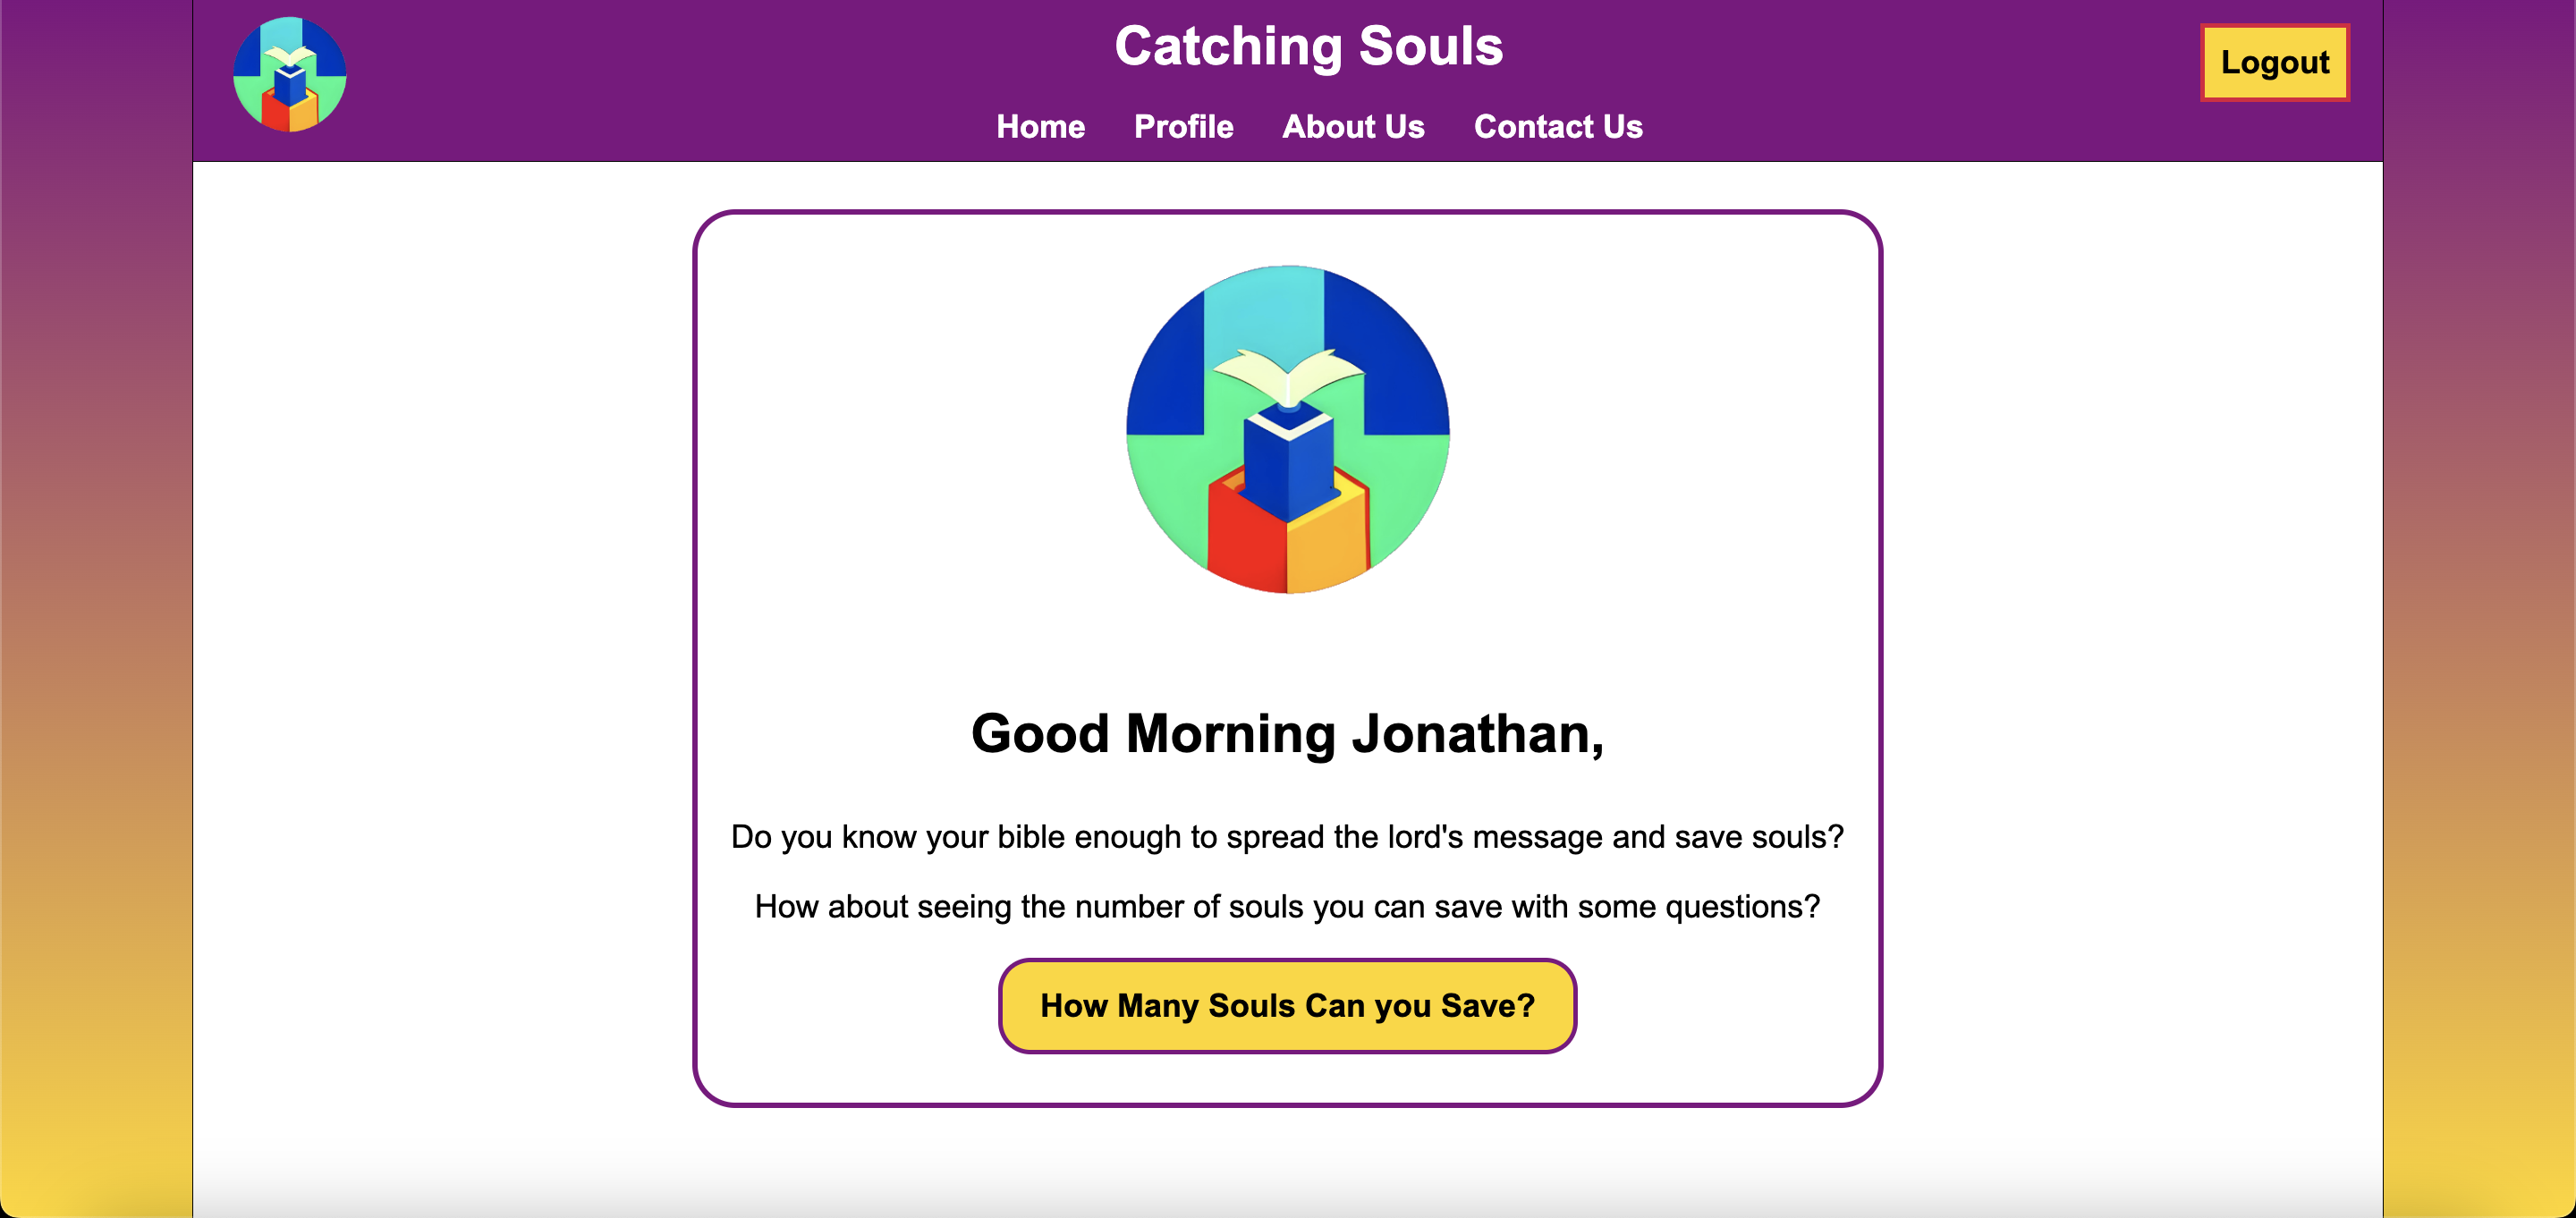 Catching Souls
Logout
Home Profile About Us Contact Us
Good Morning Jonathan,
Do you know your bible enough to spread the lord's message and save souls?
How about seeing the number of souls you can save with some questions?
How Many Souls Can you Save?